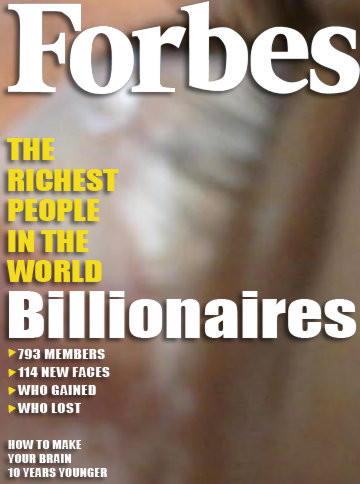 Forbes
THE
RICHEST
PEOPLE
IN THE
WORLD
Billionaires
793 MEMBERS
114 NEW FACES
WHO GAINED
WHO LOST
HOW TO MAKE
YOUR BRAIN
10 YEARS YOUNGER